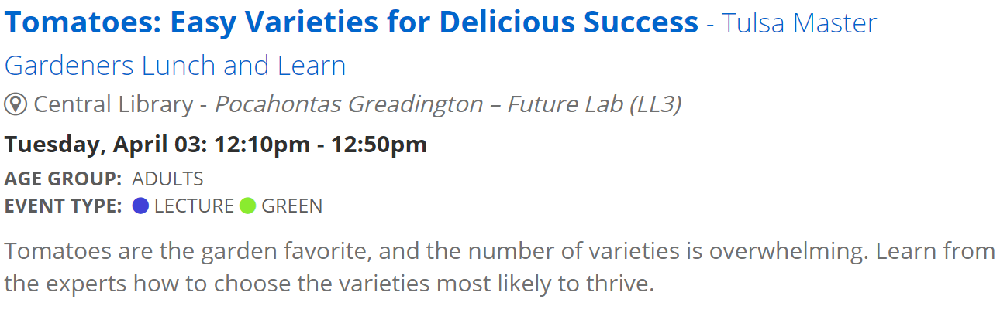 Tomatoes: Easy Varieties for Delicious Success - Tulsa Master
Gardeners Lunch and Learn
Central Library - Pocahontas Greadington – Future Lab (LL3)
Tuesday, April 03: 12:10pm - 12:50pm
AGE GROUP: ADULTS
EVENT TYPE: LECTURE GREEN
Tomatoes are the garden favorite, and the number of varieties is overwhelming. Learn from
the experts how to choose the varieties most likely to thrive.